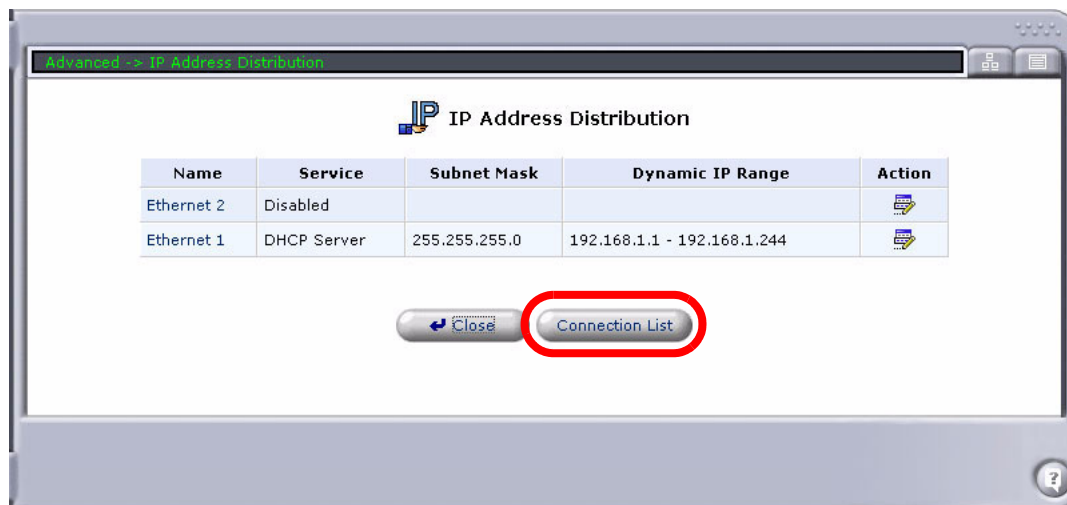 Advanced -> IP Address Distribution
IP IP Address Distribution
Name Service Subnet Mask Dynamic IP Range Action
Ethernet 2 Disabled
Ethernet 1 DHCP Server 255.255.255.0 192.168.1.1 - 192.168.1.244
Close Connection List
?